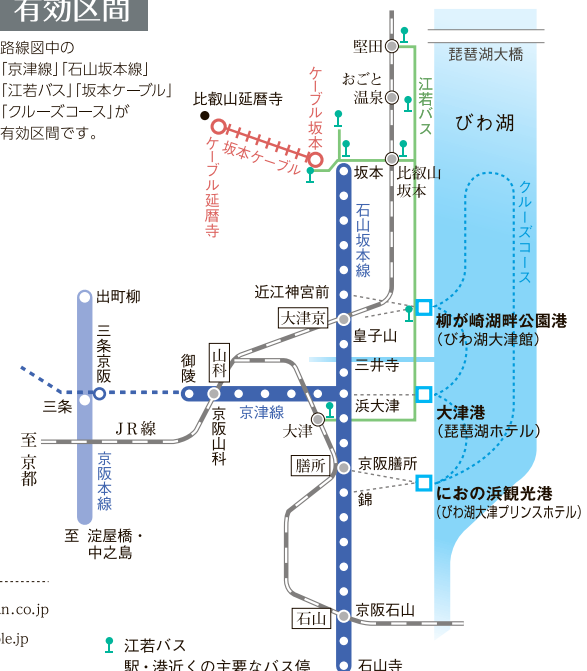 有効区間
路線図中の
「京津線」「石山坂本線」
「江若バス」「坂本ケーブル」
「クルーズコース」が
有効区間です。
堅田
おごと
温泉
江若バス
琵琶湖大橋
びわ湖
比叡山延暦寺
ケーブル坂本
坂本ケーブル
ケーブル延暦寺
坂本
比叡山
坂本
石山坂本線
クルーズコース
近江神宮前
大津京
皇子山
柳が崎湖畔公園港
(びわ湖大津館)
出町柳
三条京阪
三条
御陵
山科
京阪山科
京津線
三井寺
浜大津
大津
大津港
(琵琶湖ホテル)
JR線
至 京都
京阪本線
至 淀屋橋・
中之島
膳所
京阪膳所
錦
におの浜観光港
(びわ湖大津プリンスホテル)
石山
京阪石山
石山寺
n.co.jp
le.jp
江若バス
駅・港近くの主要なバス停